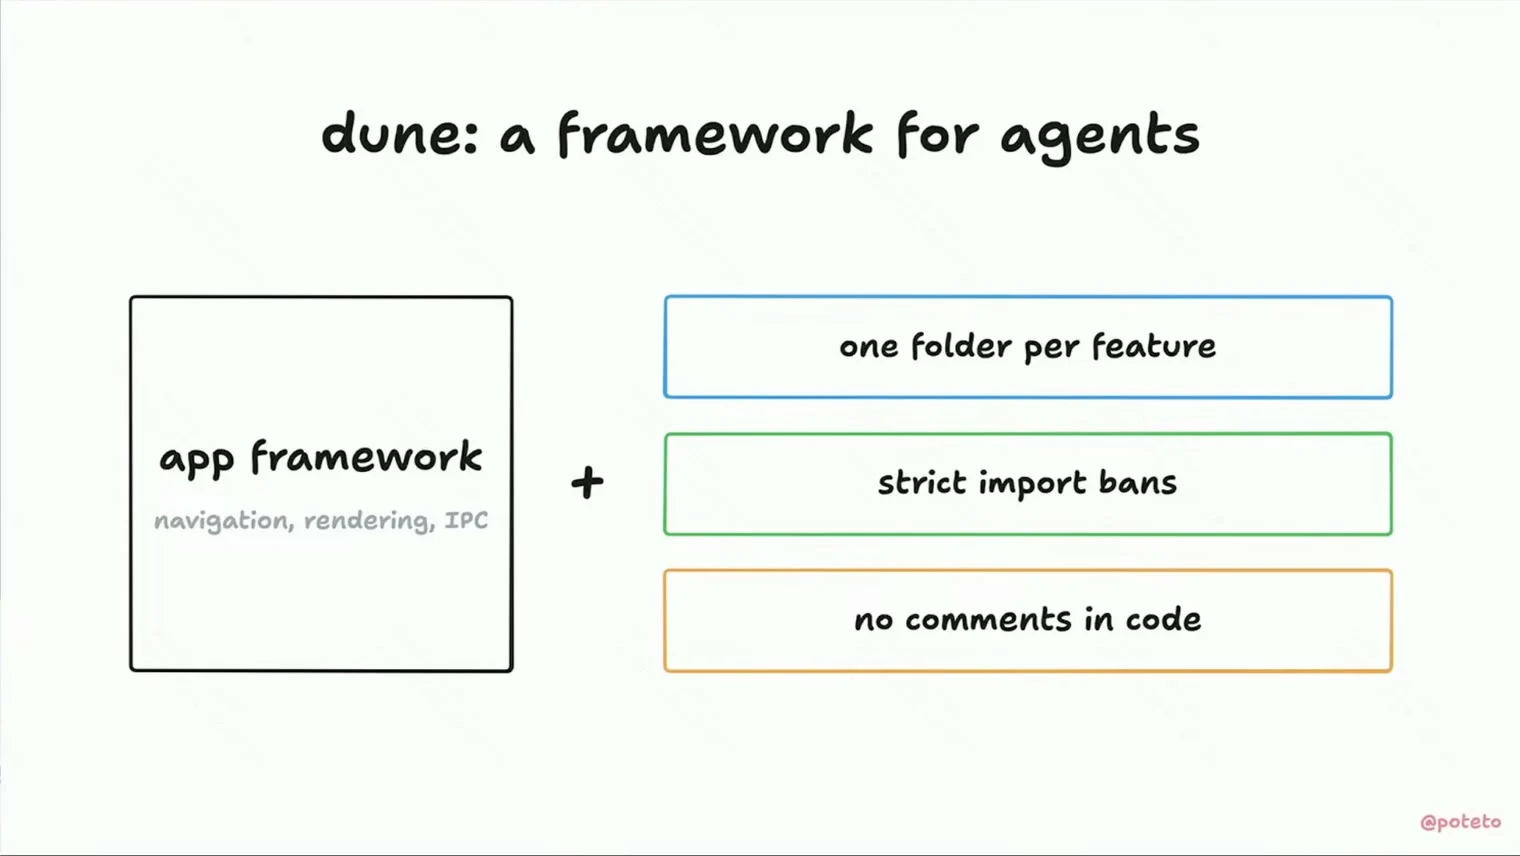 dune: a framework for agents
app framework
navigation, rendering, IPC
+
one folder per feature
strict import bans
no comments in code
@poteto